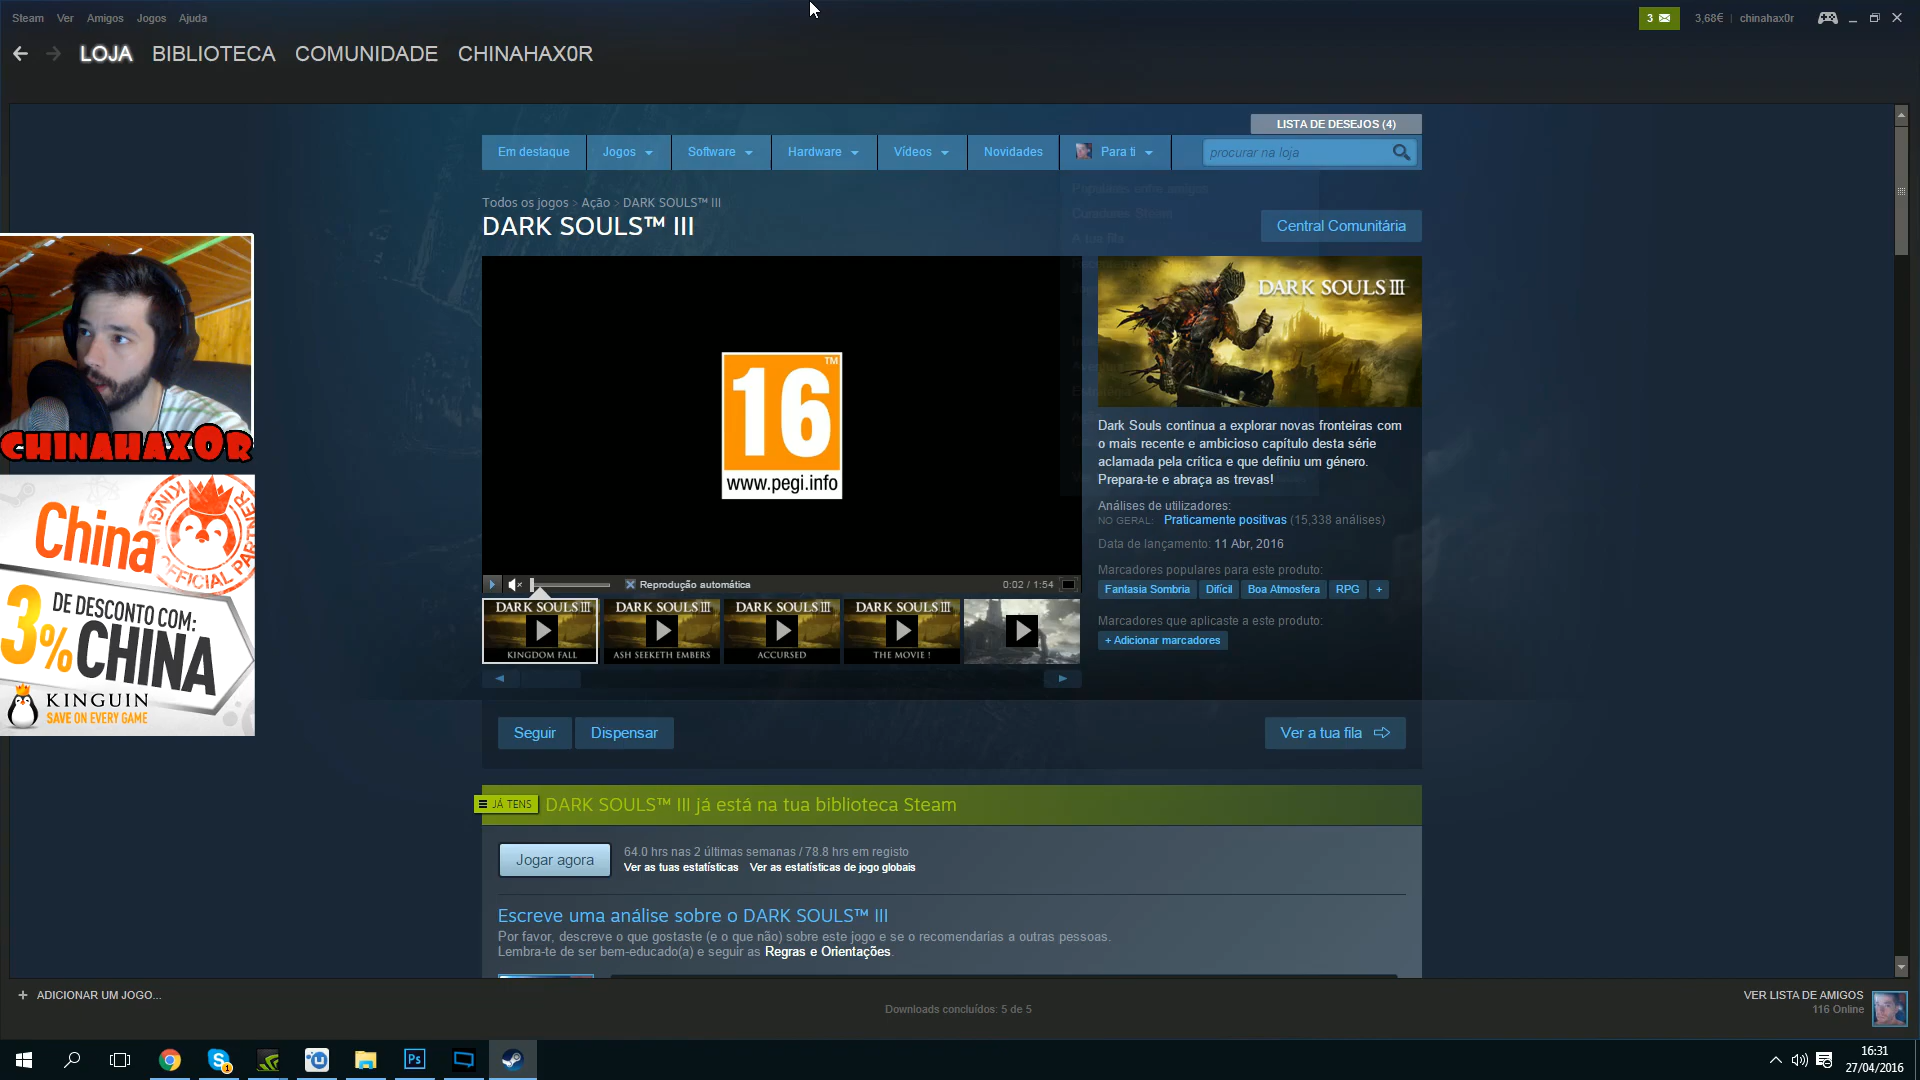 Steam Ver Amigos Jogos Ajuda
3 3,68€ chinahax0r
LOJA BIBLIOTECA COMUNIDADE CHINAHAX0R
LISTA DE DESEJOS (4)
Em destaque Jogos Software Hardware Vídeos Novidades Para ti procurar na loja
Todos os jogos > Ação > DARK SOULS™ III
DARK SOULS™ III
Central Comunitária
16
TM
www.pegi.info
DARK SOULS III
Dark Souls continua a explorar novas fronteiras com
o mais recente e ambicioso capítulo desta série
aclamada pela crítica e que definiu um género.
Prepara-te e abraça as trevas!
Análises de utilizadores:
NO GERAL: Praticamente positivas (15,338 análises)
Data de lançamento: 11 Abr, 2016
Marcadores populares para este produto:
Fantasia Sombria Difícil Boa Atmosfera RPG +
Marcadores que aplicaste a este produto:
+ Adicionar marcadores
Reprodução automática 0:02 / 1:54
DARK SOULS III
KINGDOM FALL
DARK SOULS III
ASH SEEKETH EMBERS
DARK SOULS III
ACCURSED
DARK SOULS III
THE MOVIE !
CHINAHAX0R
China
KINGUIN
OFFICIAL PARTNER
3%
DE DESCONTO COM:
CHINA
KINGUIN
SAVE ON EVERY GAME
Seguir Dispensar Ver a tua fila
JÁ TENS DARK SOULS™ III já está na tua biblioteca Steam
Jogar agora
64.0 hrs nas 2 últimas semanas / 78.8 hrs em registo
Ver as tuas estatísticas Ver as estatísticas de jogo globais
Escreve uma análise sobre o DARK SOULS™ III
Por favor, descreve o que gostaste (e o que não) sobre este jogo e se o recomendarias a outras pessoas.
Lembra-te de ser bem-educado(a) e seguir as Regras e Orientações.
+ ADICIONAR UM JOGO...
Downloads concluídos: 5 de 5
VER LISTA DE AMIGOS
116 Online
Ps
1
16:31
27/04/2016